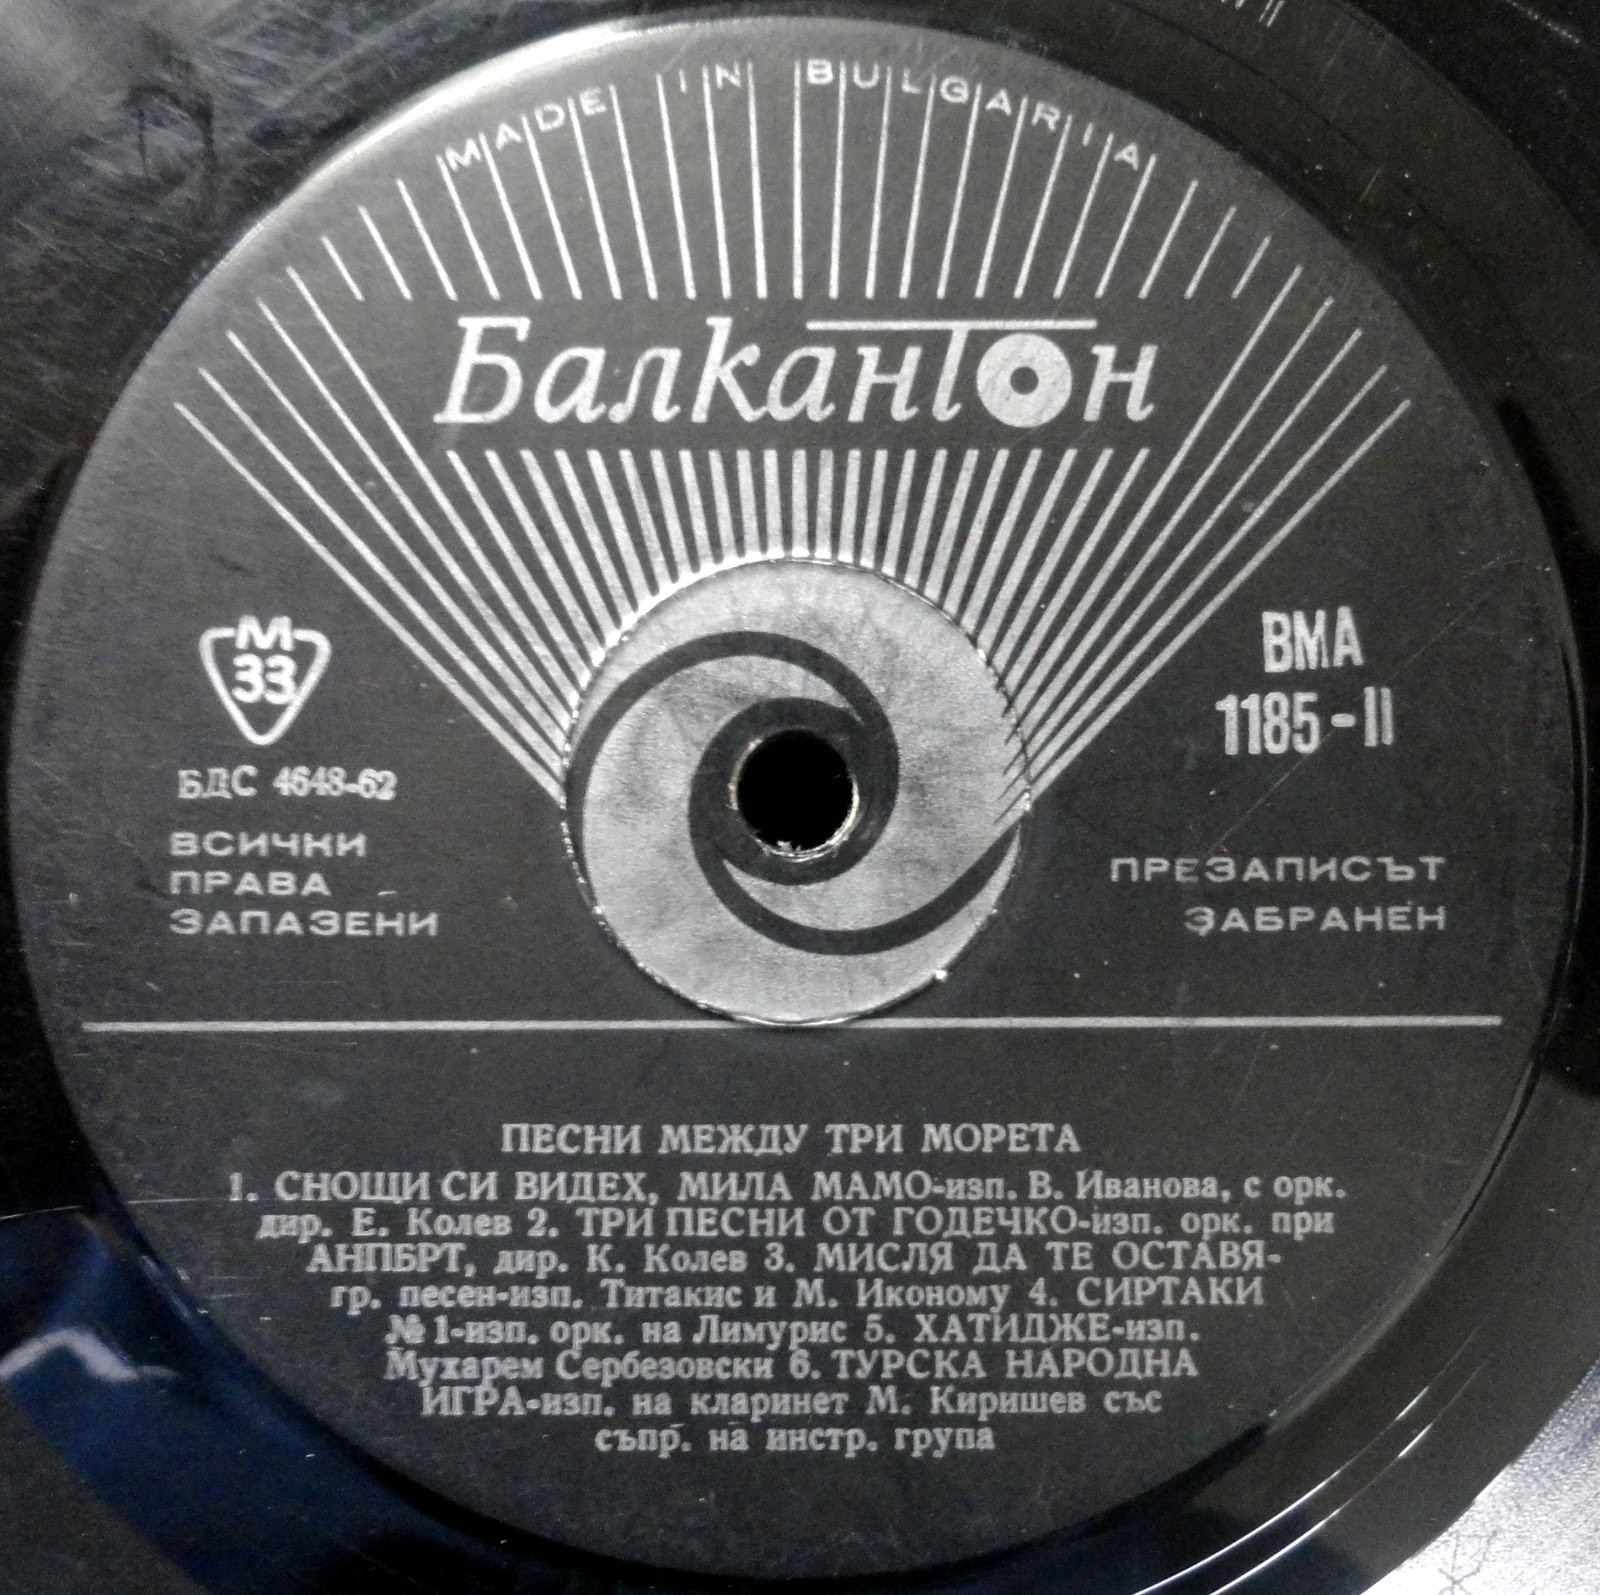 MADE IN BULGARIA
Балкантон
М
33
БДС 4648-62
ВСИЧКИ
ПРАВА
ЗАПАЗЕНИ
ВМА
1185-II
ПРЕЗАПИСЪТ
ЗАБРАНЕН
ПЕСНИ МЕЖДУ ТРИ МОРЕТА
1. СНОЩИ СИ ВИДЕХ, МИЛА МАМО-изп. В. Иванова, с орк.
дир. Е. Колев 2. ТРИ ПЕСНИ ОТ ГОДЕЧКО-изп. орк. при
АНПБРТ, дир. К. Колев 3. МИСЛЯ ДА ТЕ ОСТАВЯ-
гр. песен-изп. Титакис и М. Икономy 4. СИРТАКИ
№ 1-изп. орк. на Лимурис 5. ХАТИДЖЕ-изп.
Мухарем Сербезовски 6. ТУРСКА НАРОДНА
ИГРА-изп. на кларинет М. Киришев със
съпр. на инстр. група